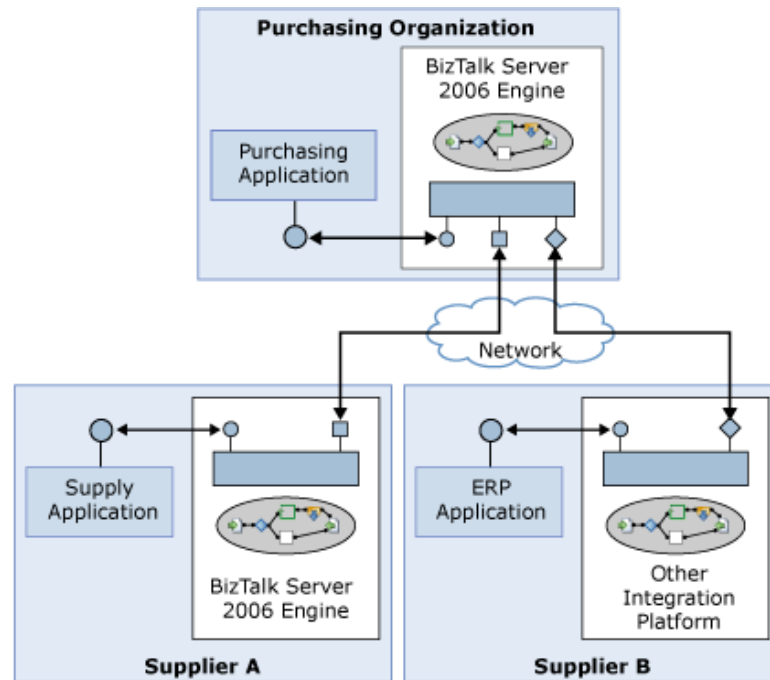 Purchasing Organization
BizTalk Server
2006 Engine
Purchasing
Application
Network
Supply
Application
BizTalk Server
2006 Engine
Supplier A
ERP
Application
Other
Integration
Platform
Supplier B